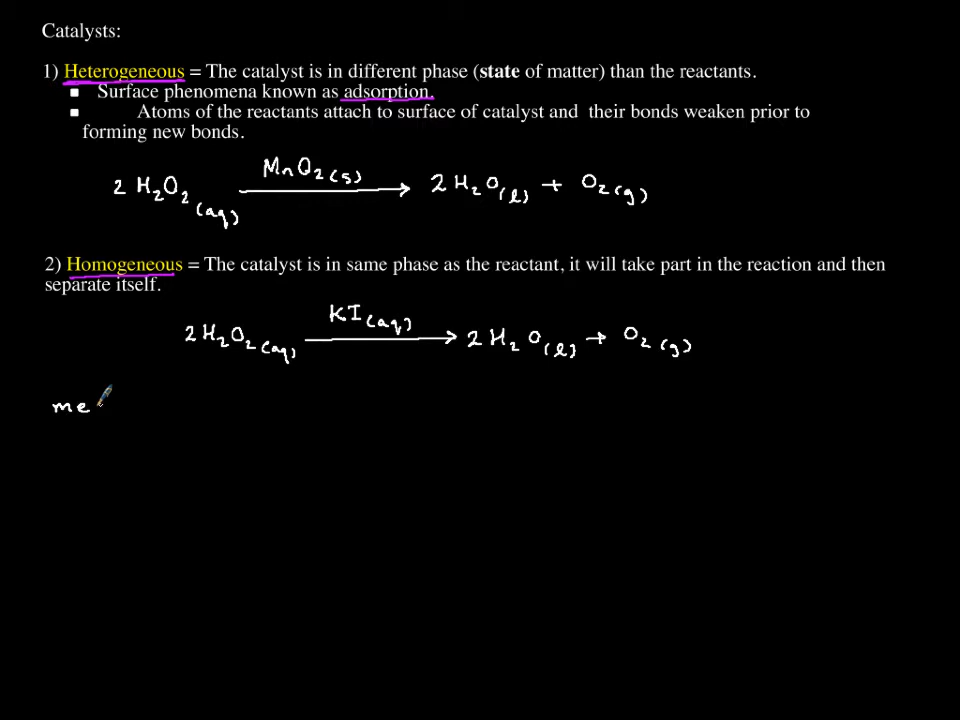 Catalysts:
1) Heterogeneous = The catalyst is in different phase (state of matter) than the reactants.
▪ Surface phenomena known as adsorption.
▪ Atoms of the reactants attach to surface of catalyst and their bonds weaken prior to
forming new bonds.
MnO₂(s)
2 H₂O₂(aq) → 2 H₂O(l) + O₂(g)
2) Homogeneous = The catalyst is in same phase as the reactant, it will take part in the reaction and then
separate itself.
KI(aq)
2H₂O₂(aq) → 2 H₂O(l) → O₂(g)
me